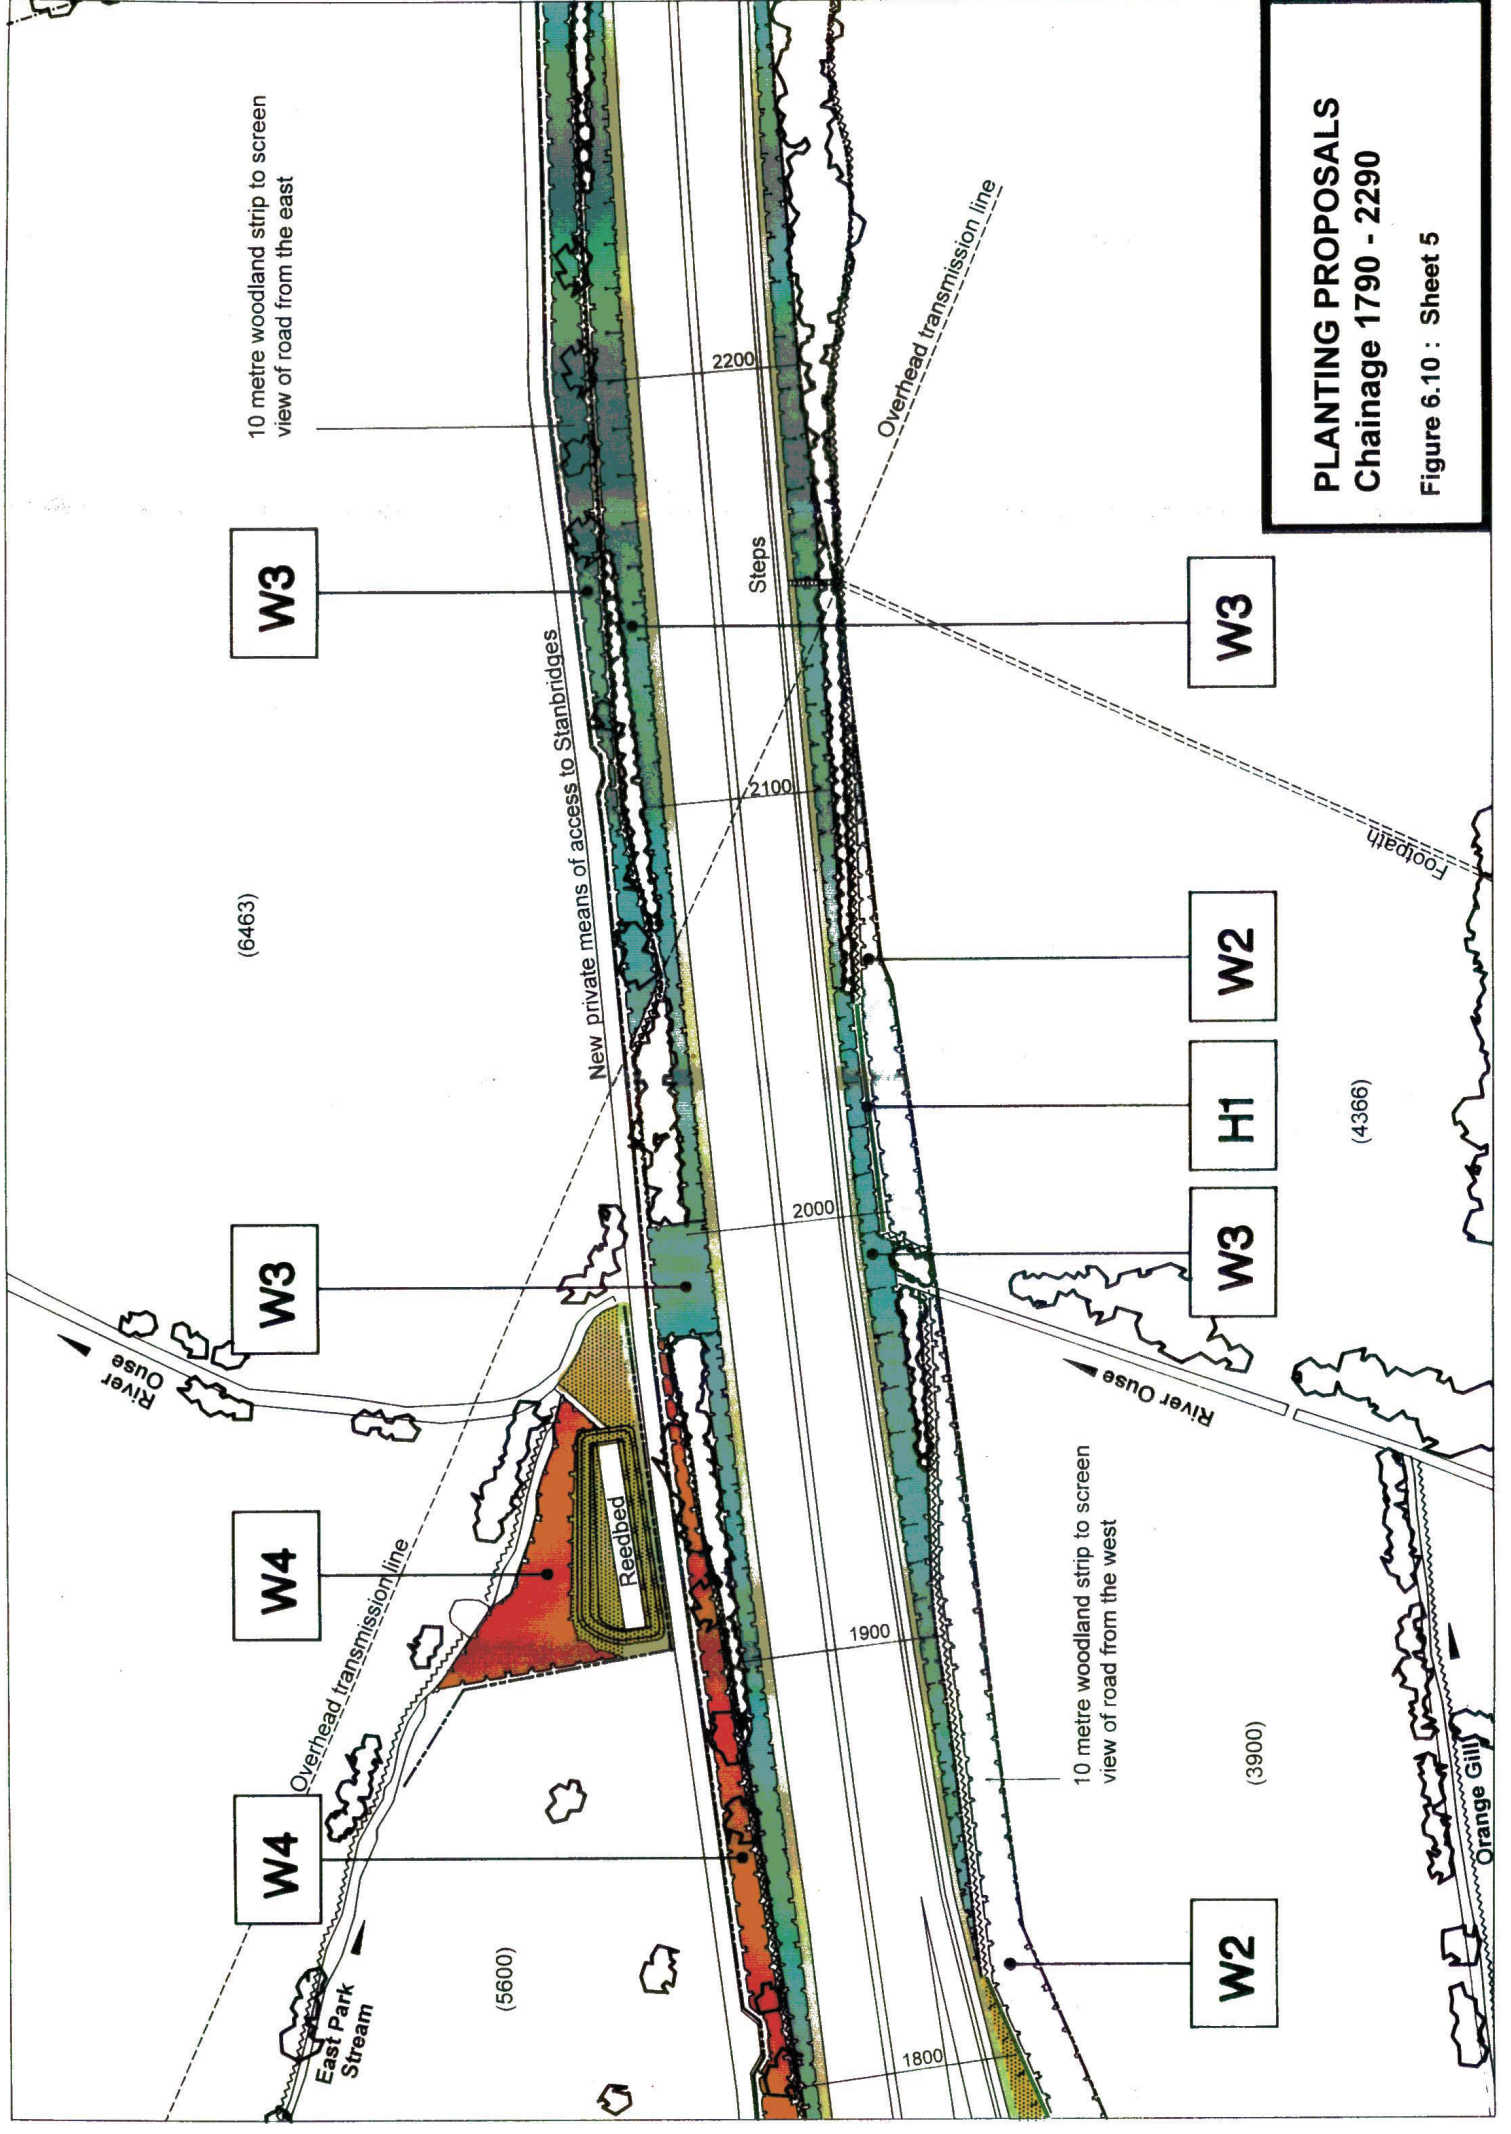 10 metre woodland strip to screen
view of road from the east
W3
W3
W4
W4
(6463)
River
Ouse
Overhead transmission line
East Park
Stream
(5600)
Reedbed
New private means of access to Stanbridges
1800
1900
2000
2100
2200
Steps
Overhead transmission line
Footpath
W2
10 metre woodland strip to screen
view of road from the west
W3
H1
W2
W3
(3900)
(4366)
River Ouse
Orange Gill
PLANTING PROPOSALS
Chainage 1790 - 2290
Figure 6.10 : Sheet 5